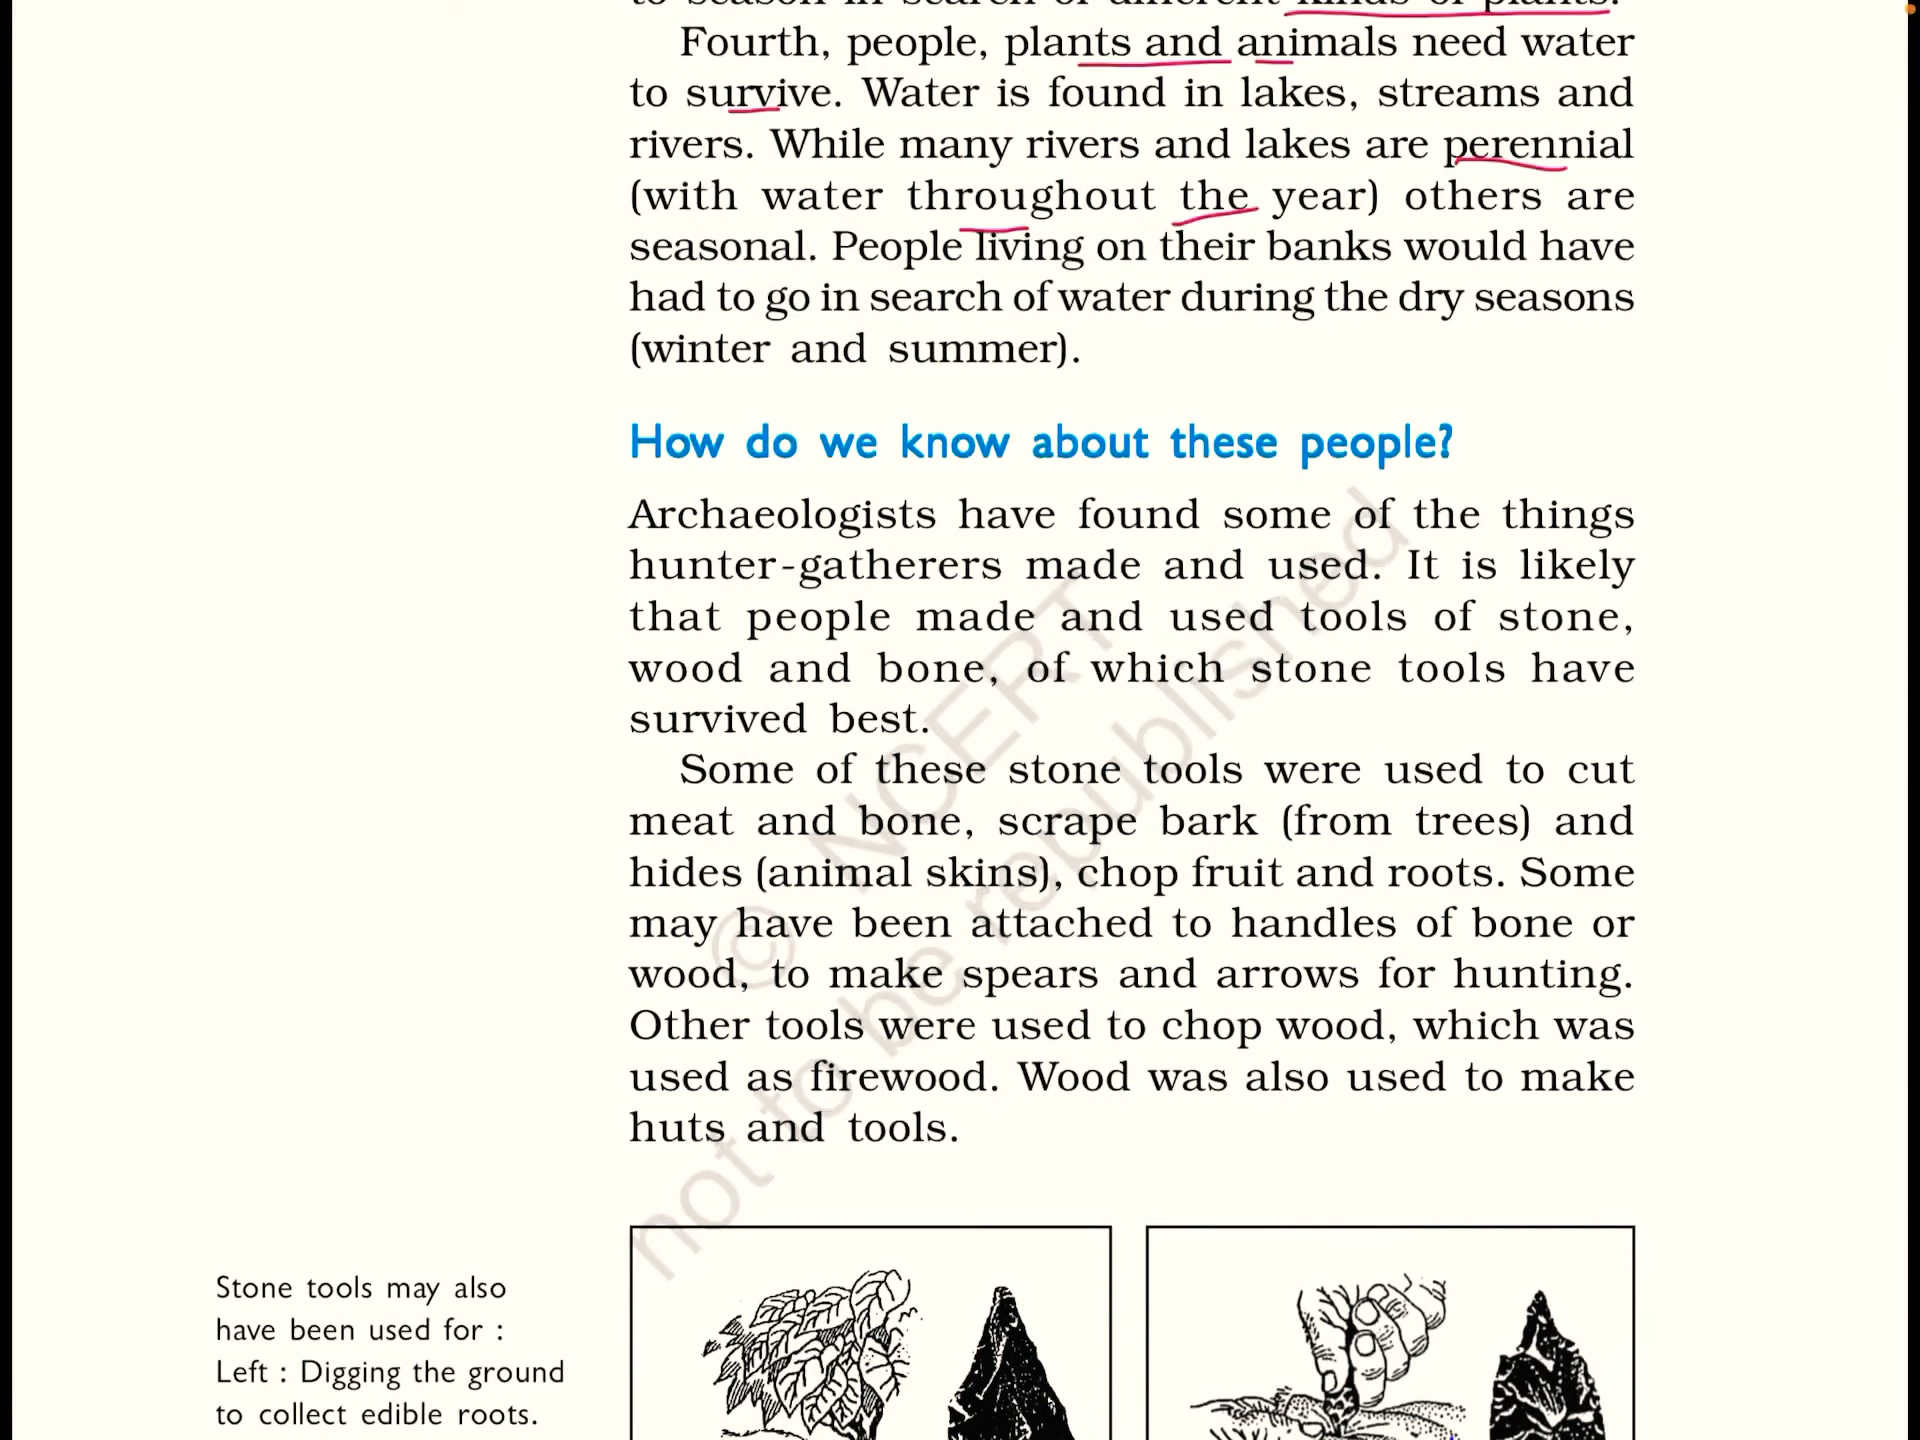 to season in search of different kinds of plants.
Fourth, people, plants and animals need water
to survive. Water is found in lakes, streams and
rivers. While many rivers and lakes are perennial
(with water throughout the year) others are
seasonal. People living on their banks would have
had to go in search of water during the dry seasons
(winter and summer).
How do we know about these people?
Archaeologists have found some of the things
hunter-gatherers made and used. It is likely
that people made and used tools of stone,
wood and bone, of which stone tools have
survived best.
Some of these stone tools were used to cut
meat and bone, scrape bark (from trees) and
hides (animal skins), chop fruit and roots. Some
may have been attached to handles of bone or
wood, to make spears and arrows for hunting.
Other tools were used to chop wood, which was
used as firewood. Wood was also used to make
huts and tools.
© NCERT
not to be republished
Stone tools may also
have been used for :
Left : Digging the ground
to collect edible roots.